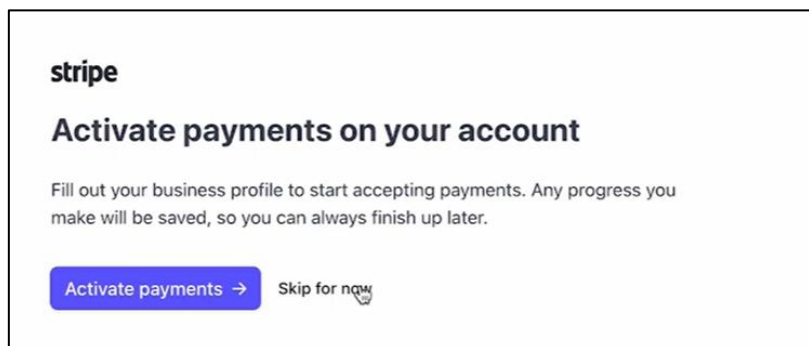 stripe
Activate payments on your account
Fill out your business profile to start accepting payments. Any progress you
make will be saved, so you can always finish up later.
Activate payments → Skip for now